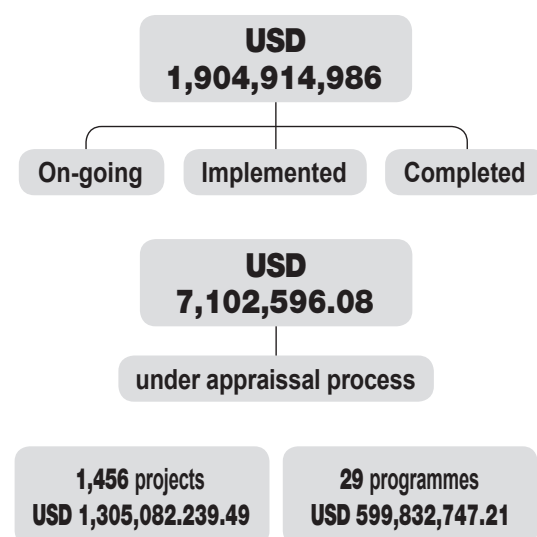 USD
1,904,914,986
On-going Implemented Completed
USD
7,102,596.08
under appraissal process
1,456 projects
USD 1,305,082.239.49
29 programmes
USD 599,832,747.21